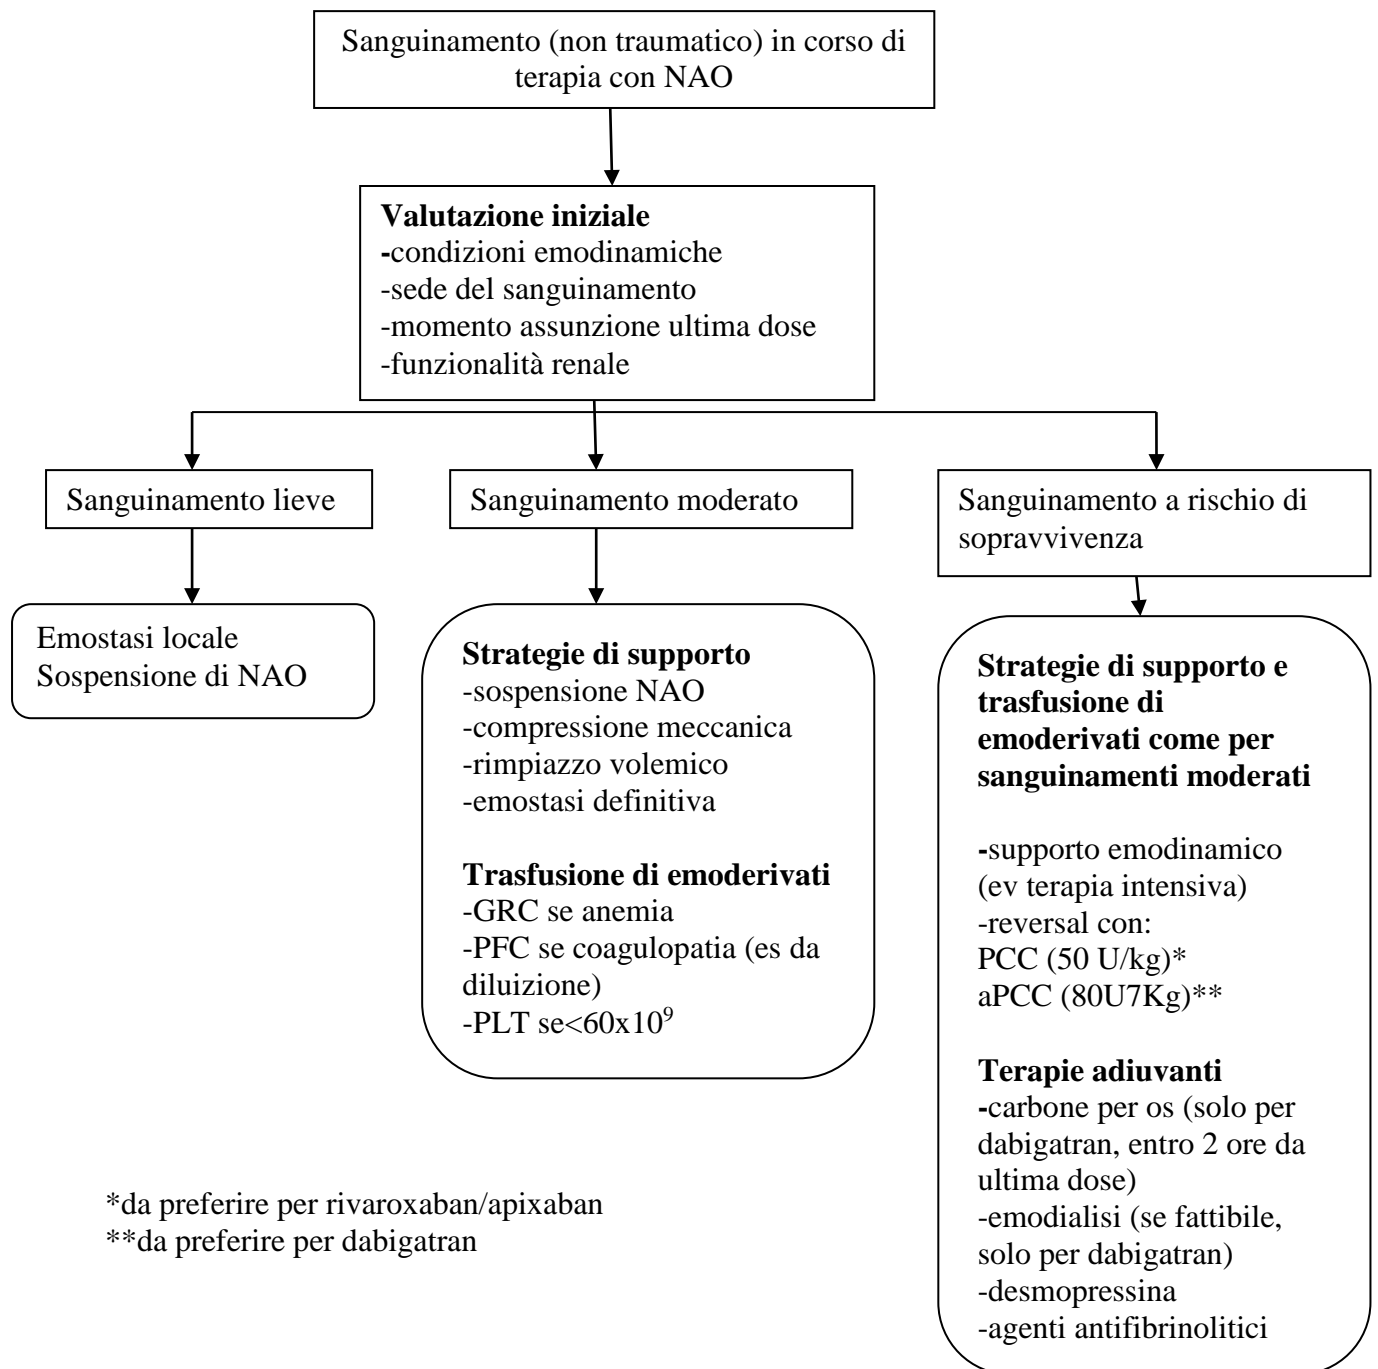 Sanguinamento (non traumatico) in corso di
terapia con NAO
Valutazione iniziale
-condizioni emodinamiche
-sede del sanguinamento
-momento assunzione ultima dose
-funzionalità renale
Sanguinamento lieve
Sanguinamento moderato
Sanguinamento a rischio di
sopravvivenza
Emostasi locale
Sospensione di NAO
Strategie di supporto
-sospensione NAO
-compressione meccanica
-rimpiazzo volemico
-emostasi definitiva
Trasfusione di emoderivati
-GRC se anemia
-PFC se coagulopatia (es da
diluizione)
-PLT se<60x10⁹
Strategie di supporto e
trasfusione di
emoderivati come per
sanguinamenti moderati
-supporto emodinamico
(ev terapia intensiva)
-reversal con:
PCC (50 U/kg)*
aPCC (80U7Kg)**
Terapie adiuvanti
-carbone per os (solo per
dabigatran, entro 2 ore da
ultima dose)
-emodialisi (se fattibile,
solo per dabigatran)
-desmopressina
-agenti antifibrinolitici
*da preferire per rivaroxaban/apixaban
**da preferire per dabigatran